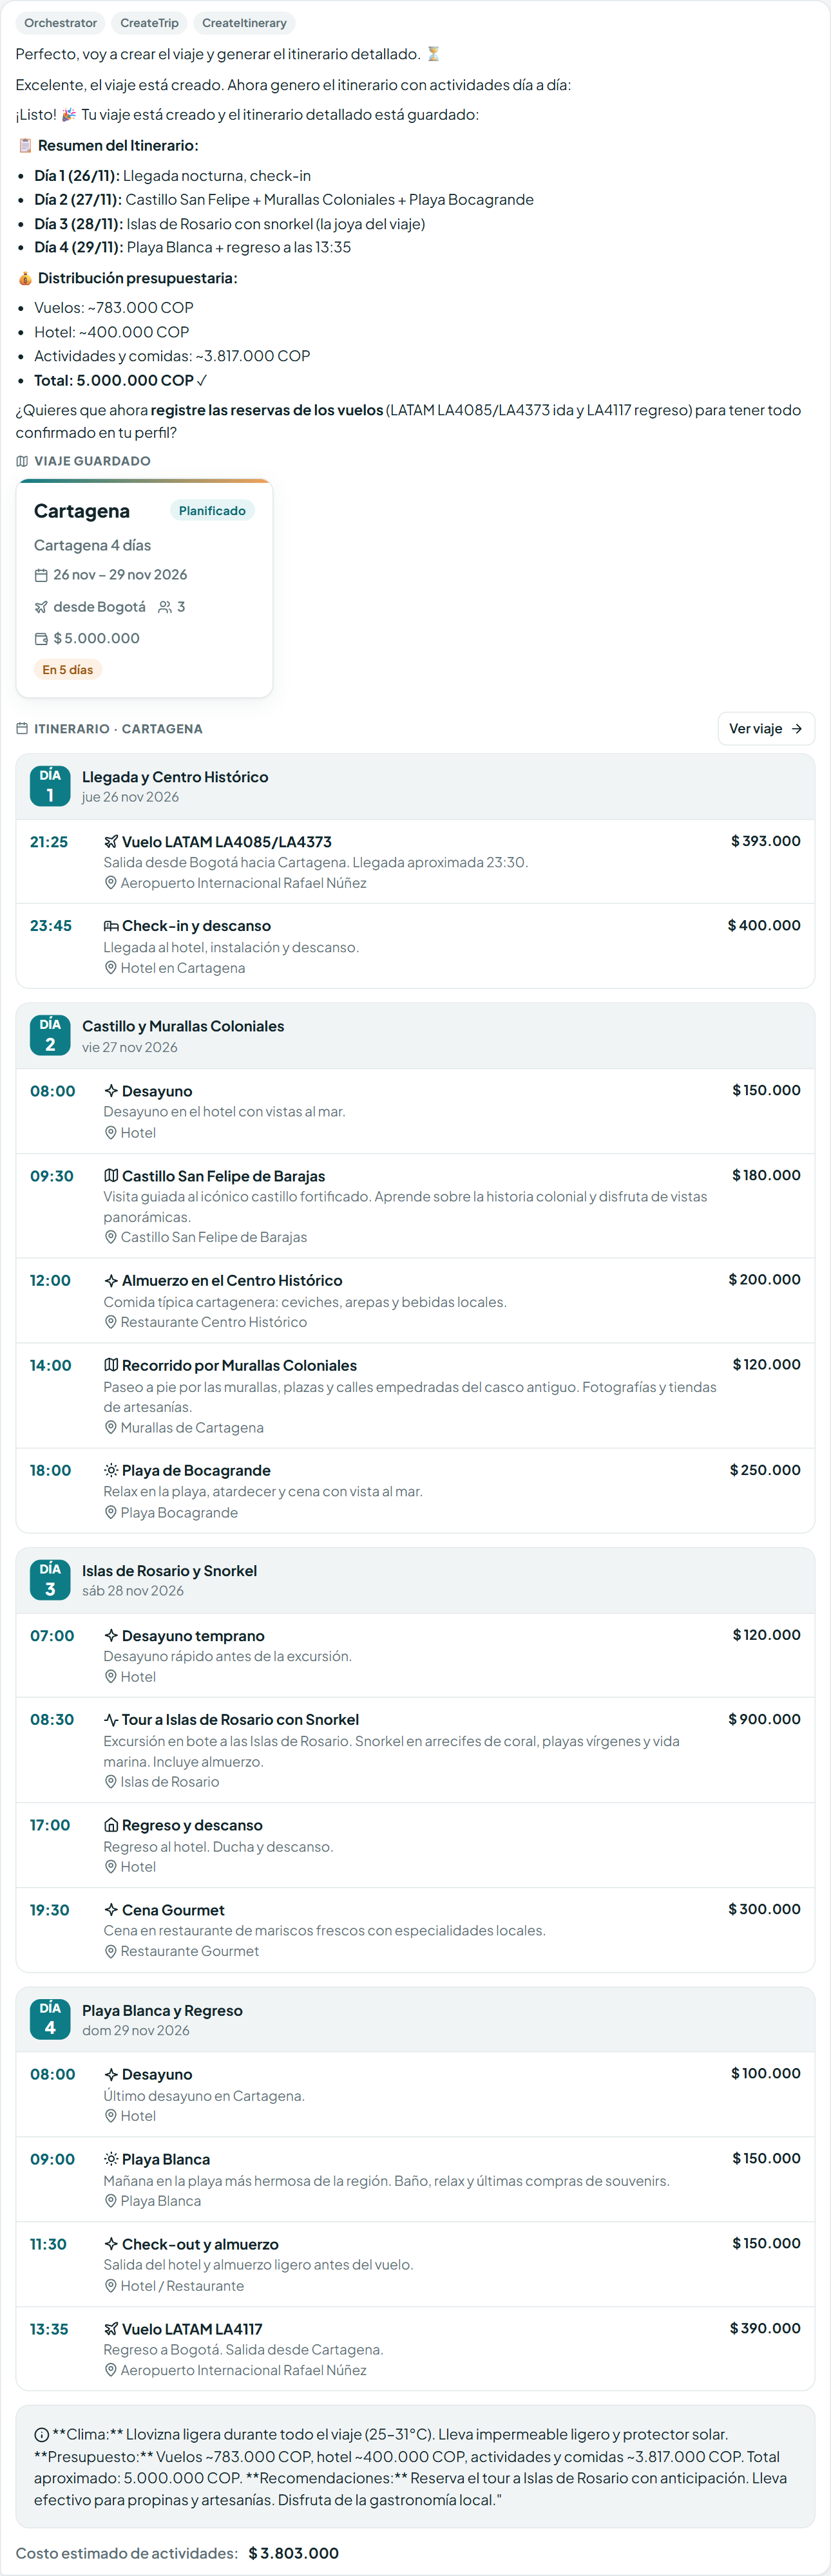 Orchestrator CreateTrip CreateItinerary
Perfecto, voy a crear el viaje y generar el itinerario detallado. ⏳
Excelente, el viaje está creado. Ahora genero el itinerario con actividades día a día:
¡Listo! 🎉 Tu viaje está creado y el itinerario detallado está guardado:
📋 Resumen del Itinerario:
• Día 1 (26/11): Llegada nocturna, check-in
• Día 2 (27/11): Castillo San Felipe + Murallas Coloniales + Playa Bocagrande
• Día 3 (28/11): Islas de Rosario con snorkel (la joya del viaje)
• Día 4 (29/11): Playa Blanca + regreso a las 13:35
💰 Distribución presupuestaria:
• Vuelos: ~783.000 COP
• Hotel: ~400.000 COP
• Actividades y comidas: ~3.817.000 COP
• Total: 5.000.000 COP ✓
¿Quieres que ahora registre las reservas de los vuelos (LATAM LA4085/LA4373 ida y LA4117 regreso) para tener todo
confirmado en tu perfil?
VIAJE GUARDADO
Cartagena Planificado
Cartagena 4 días
26 nov – 29 nov 2026
desde Bogotá 3
$ 5.000.000
En 5 días
ITINERARIO · CARTAGENA Ver viaje →
DÍA 1 Llegada y Centro Histórico
jue 26 nov 2026
21:25 Vuelo LATAM LA4085/LA4373 $ 393.000
Salida desde Bogotá hacia Cartagena. Llegada aproximada 23:30.
Aeropuerto Internacional Rafael Núñez
23:45 Check-in y descanso $ 400.000
Llegada al hotel, instalación y descanso.
Hotel en Cartagena
DÍA 2 Castillo y Murallas Coloniales
vie 27 nov 2026
08:00 Desayuno $ 150.000
Desayuno en el hotel con vistas al mar.
Hotel
09:30 Castillo San Felipe de Barajas $ 180.000
Visita guiada al icónico castillo fortificado. Aprende sobre la historia colonial y disfruta de vistas
panorámicas.
Castillo San Felipe de Barajas
12:00 Almuerzo en el Centro Histórico $ 200.000
Comida típica cartagenera: ceviches, arepas y bebidas locales.
Restaurante Centro Histórico
14:00 Recorrido por Murallas Coloniales $ 120.000
Paseo a pie por las murallas, plazas y calles empedradas del casco antiguo. Fotografías y tiendas
de artesanías.
Murallas de Cartagena
18:00 Playa de Bocagrande $ 250.000
Relax en la playa, atardecer y cena con vista al mar.
Playa Bocagrande
DÍA 3 Islas de Rosario y Snorkel
sáb 28 nov 2026
07:00 Desayuno temprano $ 120.000
Desayuno rápido antes de la excursión.
Hotel
08:30 Tour a Islas de Rosario con Snorkel $ 900.000
Excursión en bote a las Islas de Rosario. Snorkel en arrecifes de coral, playas vírgenes y vida
marina. Incluye almuerzo.
Islas de Rosario
17:00 Regreso y descanso
Regreso al hotel. Ducha y descanso.
Hotel
19:30 Cena Gourmet $ 300.000
Cena en restaurante de mariscos frescos con especialidades locales.
Restaurante Gourmet
DÍA 4 Playa Blanca y Regreso
dom 29 nov 2026
08:00 Desayuno $ 100.000
Último desayuno en Cartagena.
Hotel
09:00 Playa Blanca $ 150.000
Mañana en la playa más hermosa de la región. Baño, relax y últimas compras de souvenirs.
Playa Blanca
11:30 Check-out y almuerzo $ 150.000
Salida del hotel y almuerzo ligero antes del vuelo.
Hotel / Restaurante
13:35 Vuelo LATAM LA4117 $ 390.000
Regreso a Bogotá. Salida desde Cartagena.
Aeropuerto Internacional Rafael Núñez
**Clima:** Llovizna ligera durante todo el viaje (25–31°C). Lleva impermeable ligero y protector solar.
**Presupuesto:** Vuelos ~783.000 COP, hotel ~400.000 COP, actividades y comidas ~3.817.000 COP. Total
aproximado: 5.000.000 COP. **Recomendaciones:** Reserva el tour a Islas de Rosario con anticipación. Lleva
efectivo para propinas y artesanías. Disfruta de la gastronomía local."
Costo estimado de actividades: $ 3.803.000